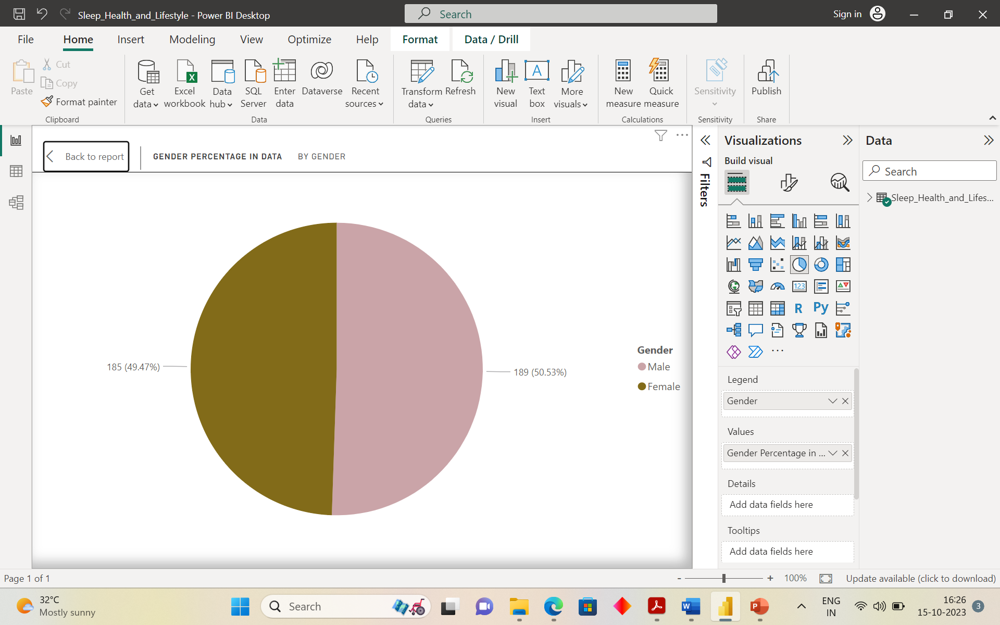 Sleep_Health_and_Lifestyle - Power BI Desktop
Search
Sign in
File Home Insert Modeling View Optimize Help Format Data / Drill
Paste
Cut
Copy
Format painter
Clipboard
Get data
Excel workbook
Data hub
SQL Server
Enter data
Dataverse
Recent sources
Data
Transform data
Refresh
Queries
New visual
Text box
More visuals
Insert
New measure
Quick measure
Calculations
Sensitivity
Sensitivity
Publish
Share
Back to report
GENDER PERCENTAGE IN DATA BY GENDER
185 (49.47%)
189 (50.53%)
Gender
Male
Female
Filters
Visualizations
Build visual
123
R Py
Legend
Gender
Values
Gender Percentage in ...
Details
Add data fields here
Tooltips
Add data fields here
Data
Search
Sleep_Health_and_Lifes...
Page 1 of 1
- + 100%
Update available (click to download)
32°C
Mostly sunny
Search
ENG
IN
16:26
15-10-2023
3